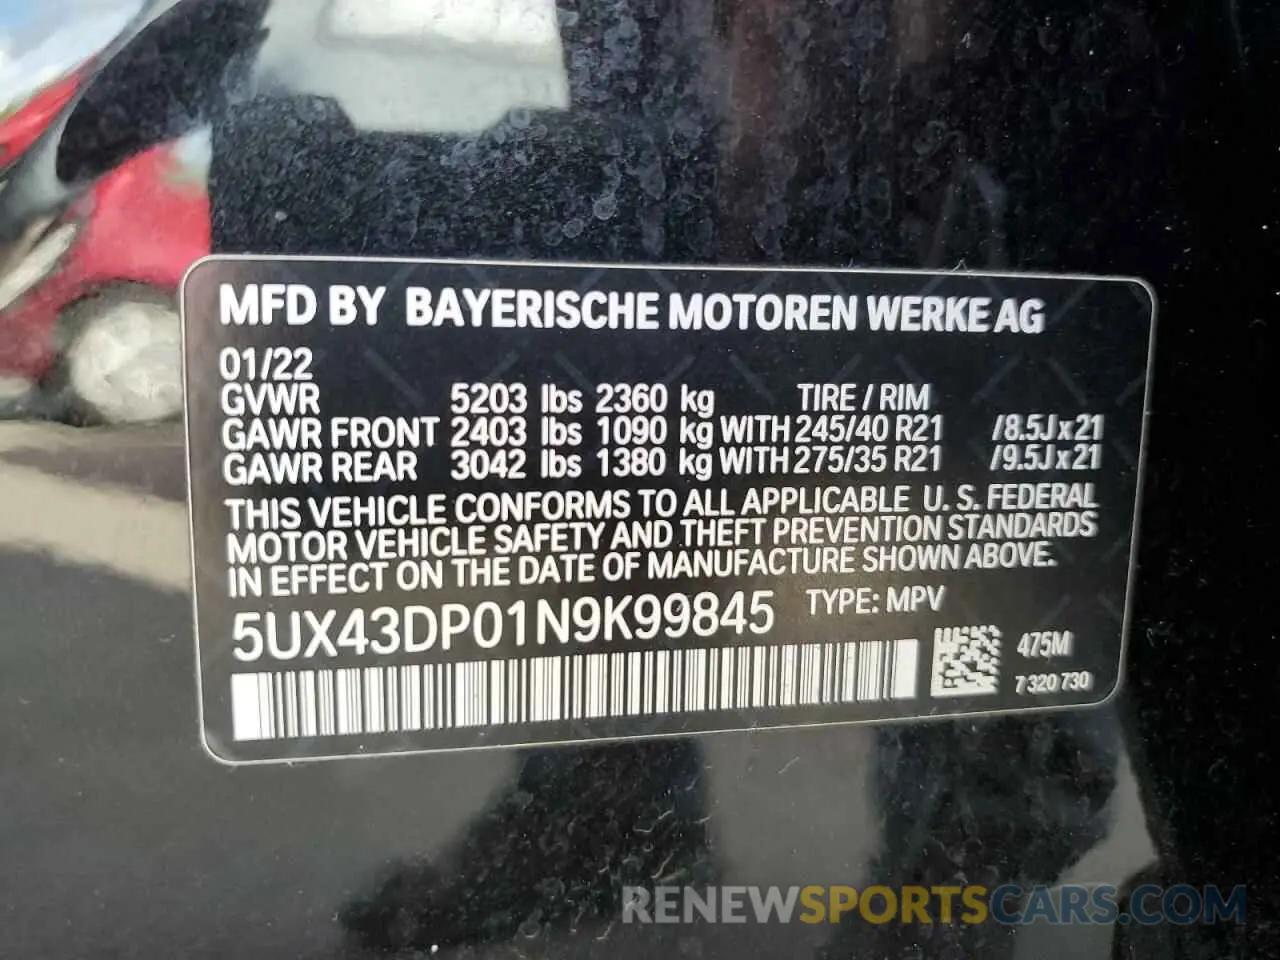 MFD BY BAYERISCHE MOTOREN WERKE AG
01/22
GVWR 5203 lbs 2360 kg TIRE / RIM
GAWR FRONT 2403 lbs 1090 kg WITH 245/40 R21 /8.5Jx21
GAWR REAR 3042 lbs 1380 kg WITH 275/35 R21 /9.5Jx21
THIS VEHICLE CONFORMS TO ALL APPLICABLE U. S. FEDERAL
MOTOR VEHICLE SAFETY AND THEFT PREVENTION STANDARDS
IN EFFECT ON THE DATE OF MANUFACTURE SHOWN ABOVE.
5UX43DP01N9K99845 TYPE: MPV
475M
7 320 730
RENEWSPORTSCARS.COM